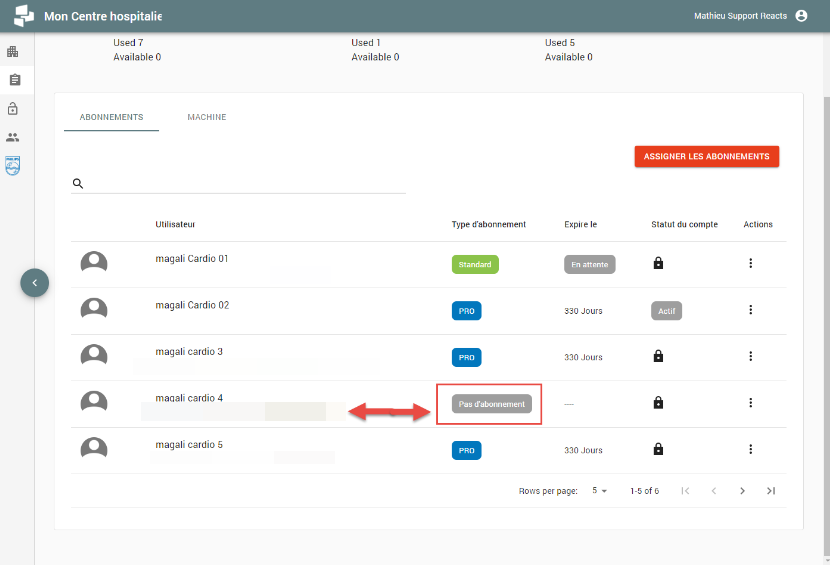 Mon Centre hospitalie
Mathieu Support Reacts
Used 7
Used 1
Used 5
Available 0
Available 0
Available 0
ABONNEMENTS
MACHINE
ASSIGNER LES ABONNEMENTS
Utilisateur
Type d'abonnement
Expire le
Statut du compte
Actions
magali Cardio 01
Standard
En attente
magali Cardio 02
PRO
330 Jours
Actif
magali cardio 3
PRO
330 Jours
magali cardio 4
Pas d'abonnement
—
magali cardio 5
PRO
330 Jours
Rows per page:
5
1-5 of 6
PHILIPS